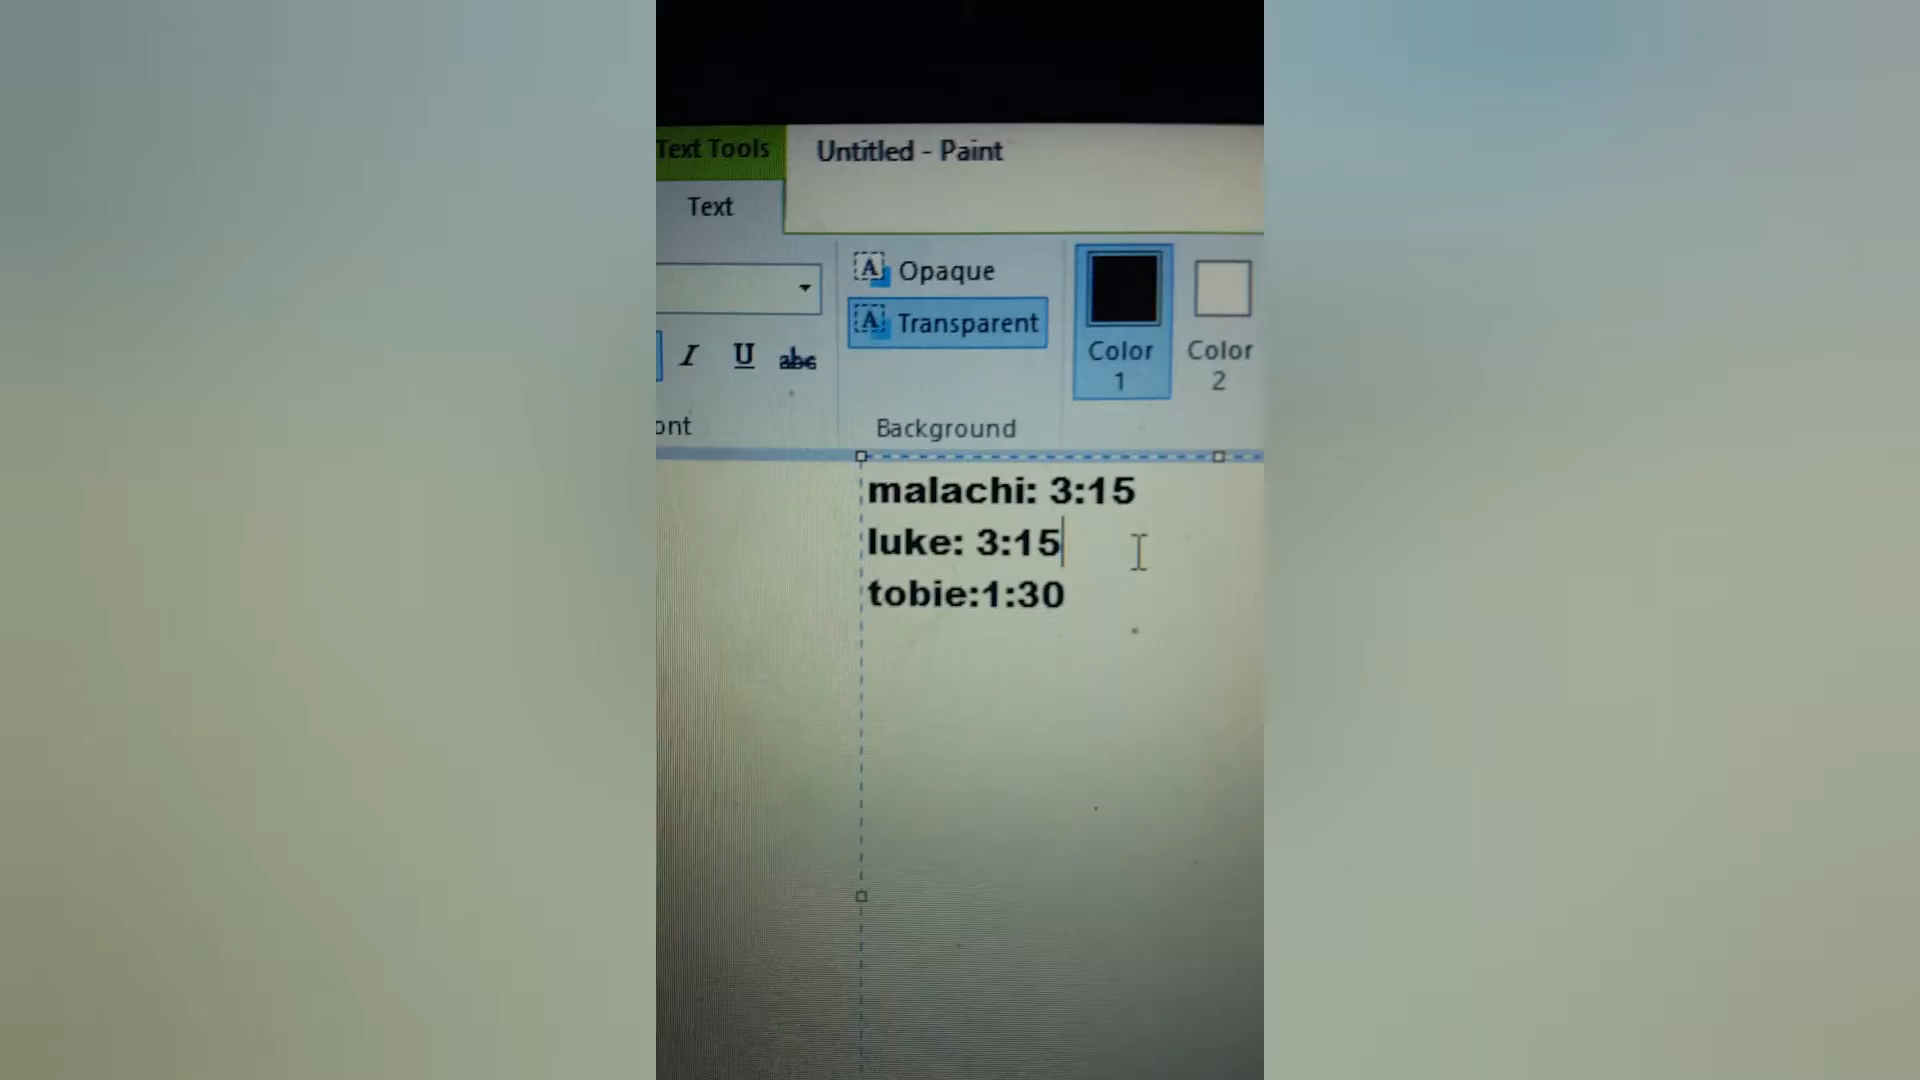 Text Tools
Untitled - Paint
Text
A Opaque
A Transparent
I U abc
Color 1
Color 2
ont
Background
malachi: 3:15
luke: 3:15
tobie:1:30